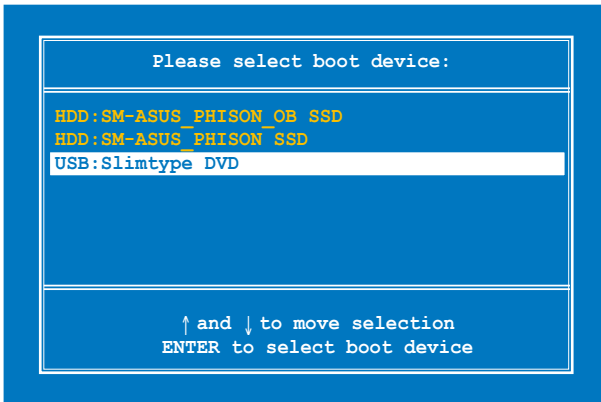 Please select boot device:
HDD:SM-ASUS_PHISON_OB SSD
HDD:SM-ASUS_PHISON SSD
USB:Slimtype DVD
↑ and ↓ to move selection
ENTER to select boot device